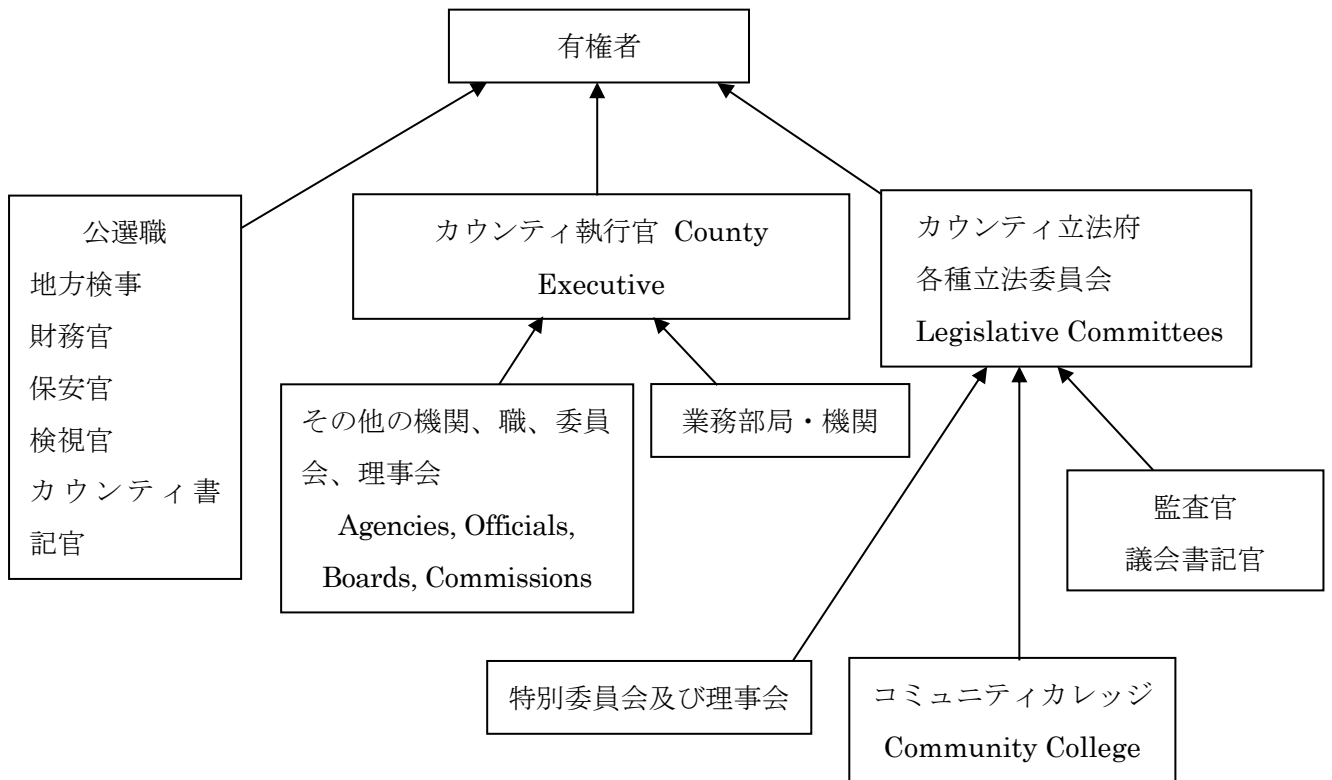 有権者
公選職
地方検事
財務官
保安官
検視官
カウンティ書
記官
カウンティ執行官 County
Executive
カウンティ立法府
各種立法委員会
Legislative Committees
その他の機関、職、委員
会、理事会
Agencies, Officials,
Boards, Commissions
業務部局・機関
監査官
議会書記官
特別委員会及び理事会
コミュニティカレッジ
Community College